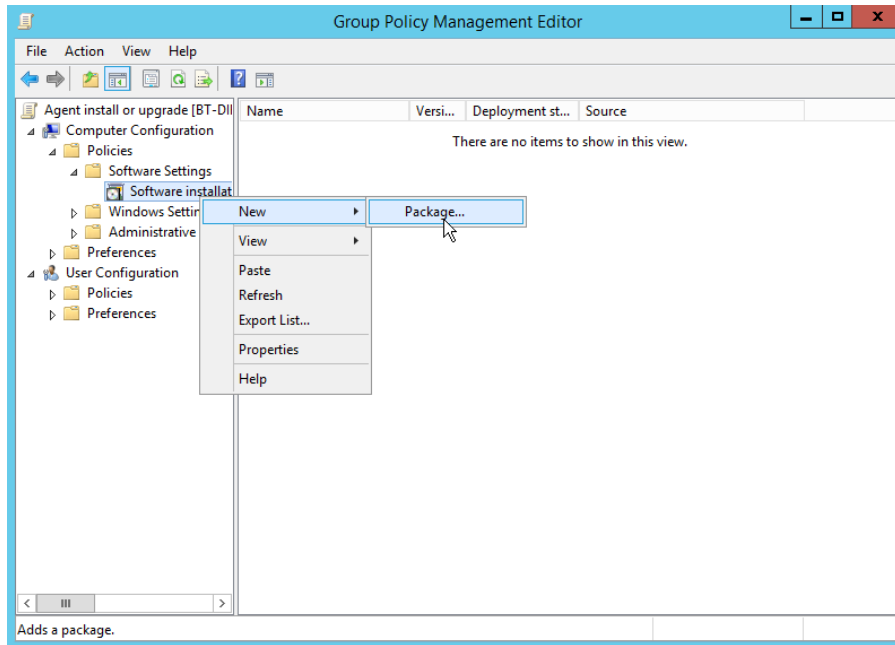 Group Policy Management Editor
File Action View Help
Agent install or upgrade [BT-DII
Name Versi... Deployment st... Source
Computer Configuration
There are no items to show in this view.
Policies
Software Settings
Software installat
Windows Settin
Administrative
Preferences
User Configuration
Policies
Preferences
New
Package...
View
Paste
Refresh
Export List...
Properties
Help
Adds a package.